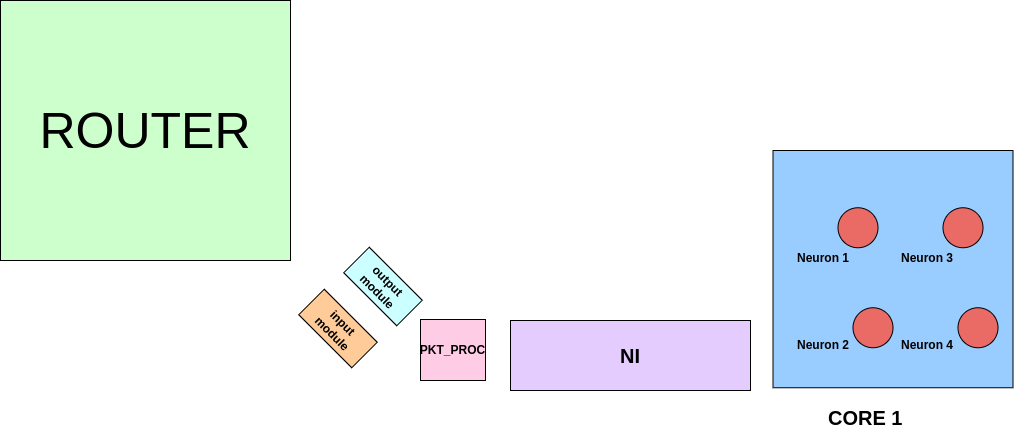 ROUTER
output
module
input
module
PKT_PROC
NI
Neuron 1
Neuron 3
Neuron 2
Neuron 4
CORE 1